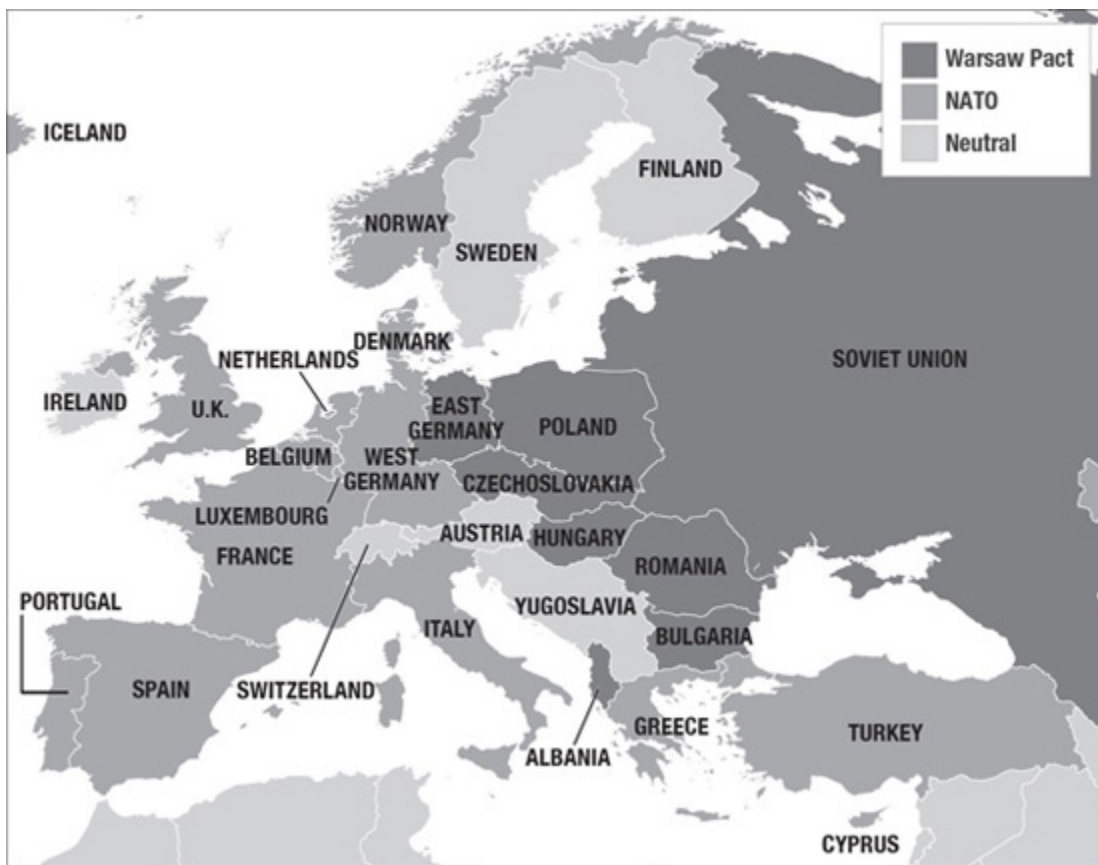 Warsaw Pact
NATO
Neutral
ICELAND
FINLAND
NORWAY
SWEDEN
DENMARK
NETHERLANDS
SOVIET UNION
IRELAND
U.K.
EAST
GERMANY
POLAND
BELGIUM
WEST
GERMANY
CZECHOSLOVAKIA
LUXEMBOURG
AUSTRIA
HUNGARY
FRANCE
ROMANIA
PORTUGAL
YUGOSLAVIA
ITALY
BULGARIA
SPAIN
SWITZERLAND
GREECE
TURKEY
ALBANIA
CYPRUS